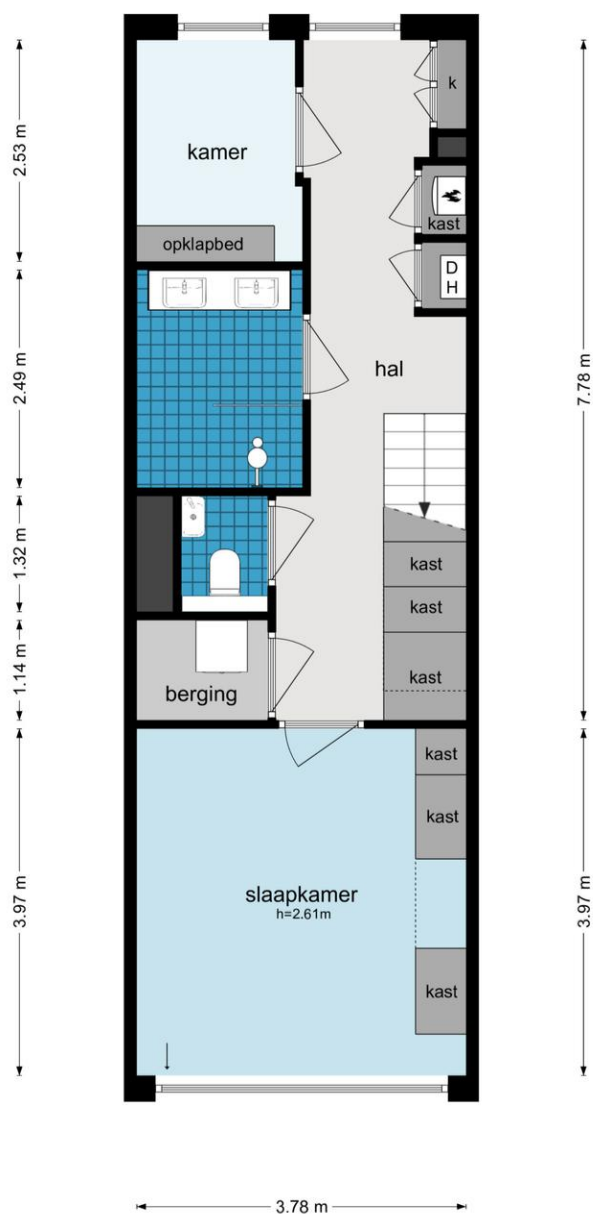 k
2.53 m
kamer
kast
opklapbed
D
H
2.49 m
hal
7.78 m
1.32 m
kast
kast
1.14 m
kast
berging
kast
kast
3.97 m
slaapkamer
h=2.61m
3.97 m
kast
3.78 m